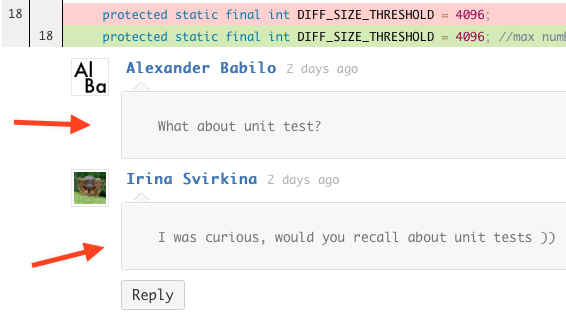 18 protected static final int DIFF_SIZE_THRESHOLD = 4096;
18 protected static final int DIFF_SIZE_THRESHOLD = 4096; //max
Al
Ba
Alexander Babilo 2 days ago
What about unit test?
Irina Svirkina 2 days ago
I was curious, would you recall about unit tests ))
Reply